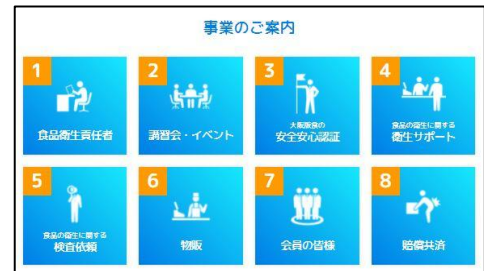 事業のご案内
1
食品衛生責任者
2
講習会・イベント
3
大阪版食の
安全安心認証
4
食品の衛生に関する
衛生サポート
5
食品の衛生に関する
検査依頼
6
物販
7
会員の皆様
8
賠償共済